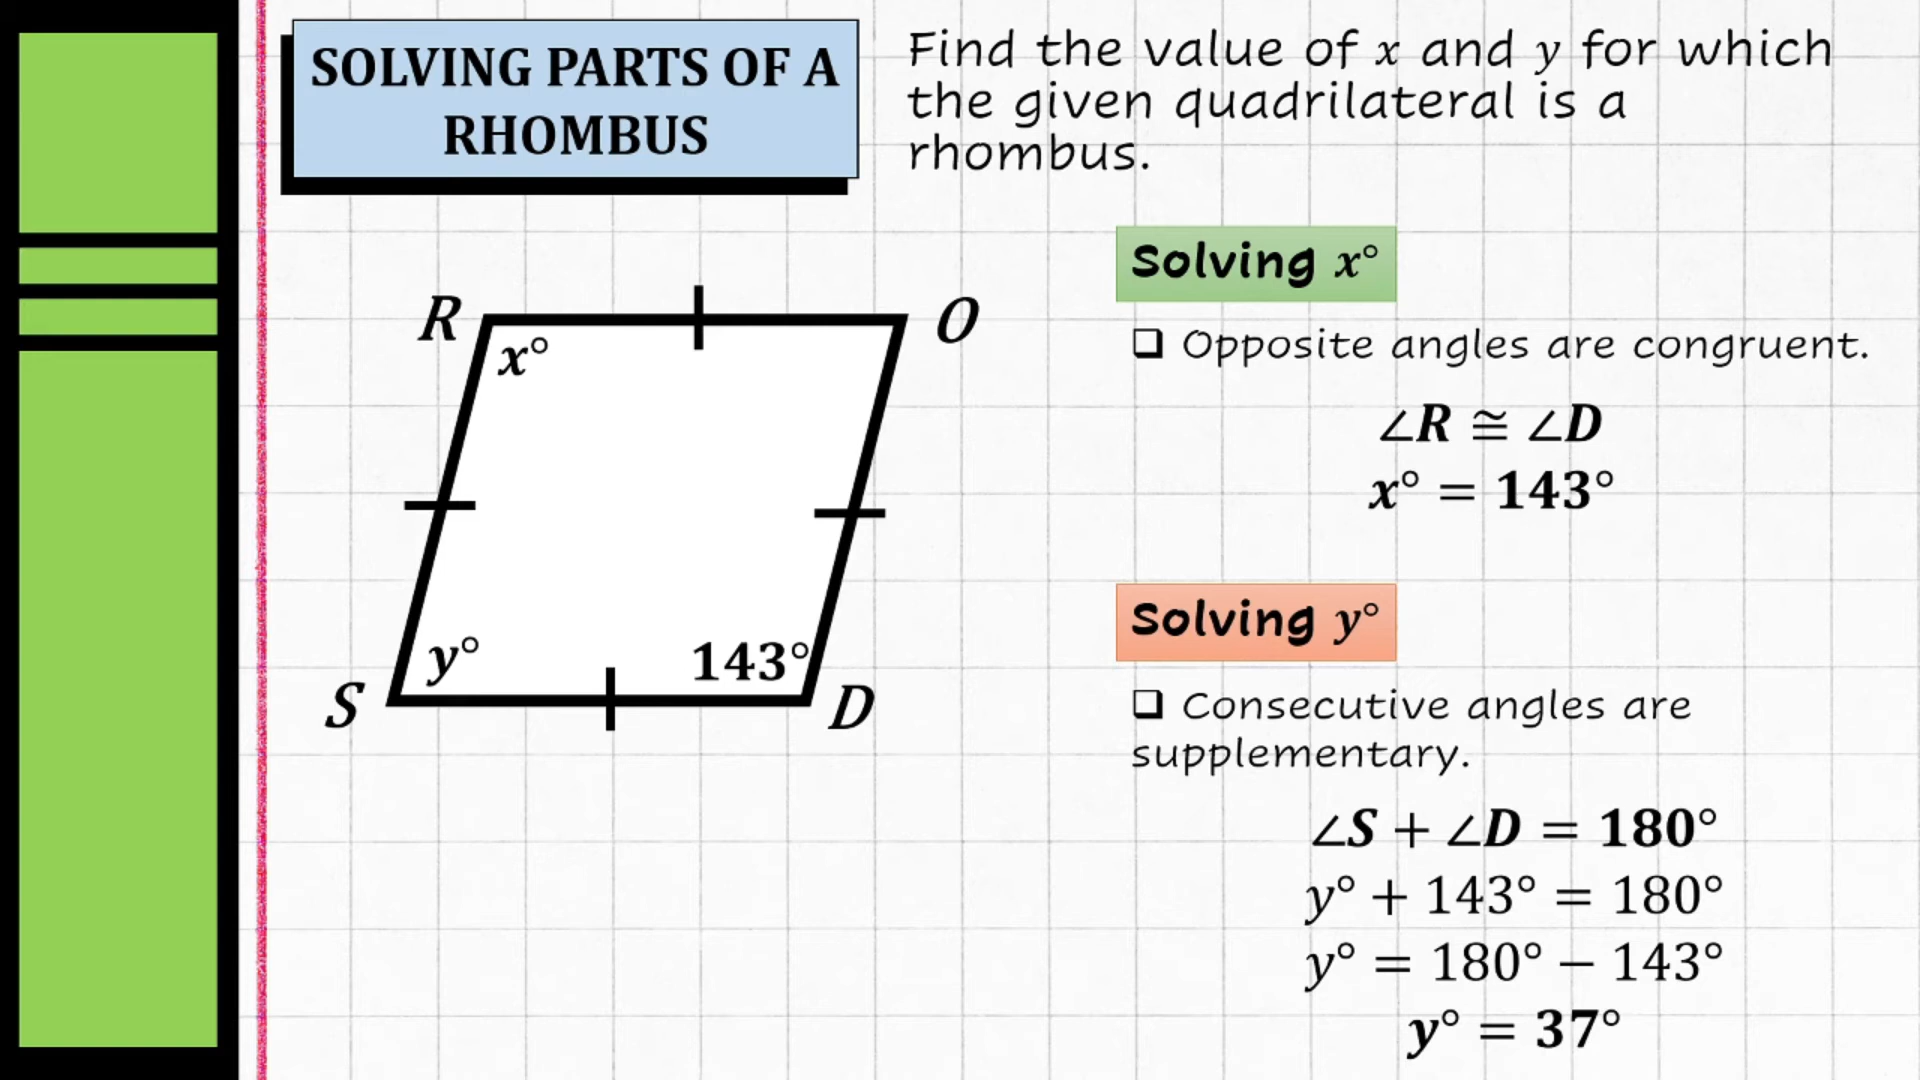 SOLVING PARTS OF A
RHOMBUS
Find the value of x and y for which
the given quadrilateral is a
rhombus.
R
O
x°
y°
143°
S
D
Solving x°
❑ Opposite angles are congruent.
∠R ≅ ∠D
x° = 143°
Solving y°
❑ Consecutive angles are
supplementary.
∠S + ∠D = 180°
y° + 143° = 180°
y° = 180° − 143°
y° = 37°